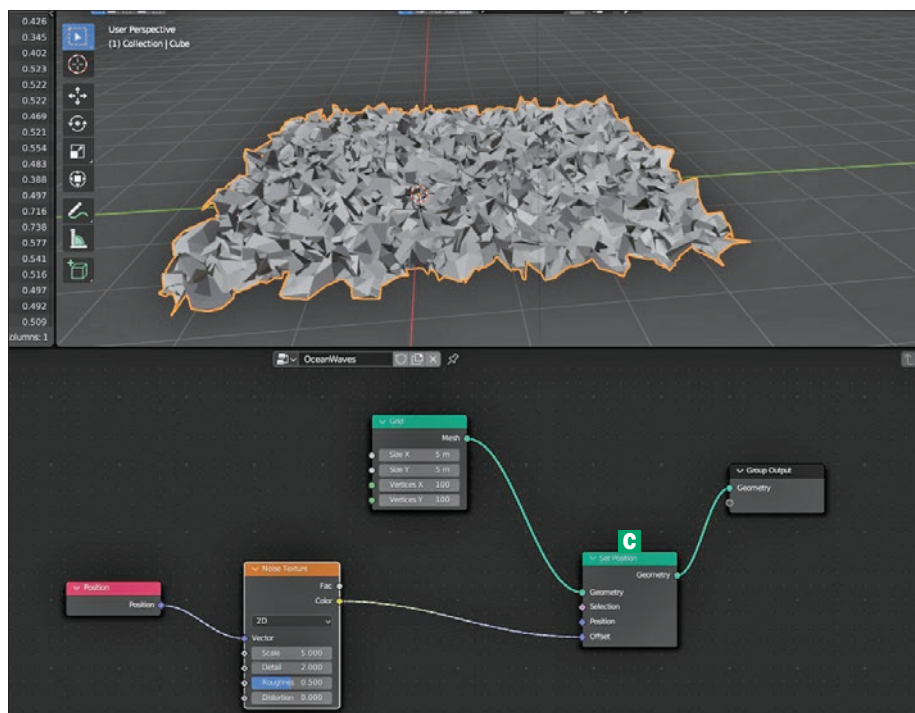 0.426
0.345
0.402
0.523
0.522
0.522
0.469
0.521
0.554
0.483
0.388
0.497
0.716
0.738
0.577
0.541
0.516
0.497
0.492
0.509
olumns: 1
User Perspective
(1) Collection | Cube
OceanWaves
Grid
Mesh
Size X 5 m
Size Y 5 m
Vertices X 100
Vertices Y 100
Group Output
Geometry
C
Set Position
Geometry
Geometry
Selection
Position
Offset
Position
Position
Noise Texture
Fac
Color
2D
Vector
Scale 5.000
Detail 2.000
Roughness 0.500
Distortion 0.000